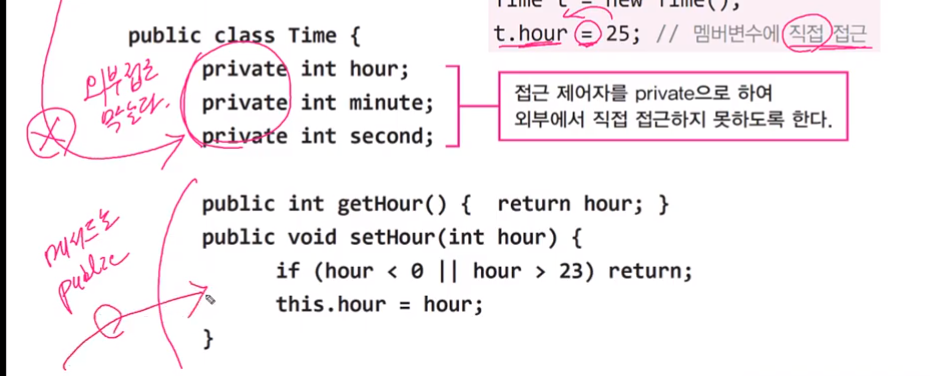 Time t = new Time();
t.hour = 25; // 멤버변수에 직접 접근
public class Time {
private int hour;
private int minute;
private int second;
접근 제어자를 private으로 하여
외부에서 직접 접근하지 못하도록 한다.
외부접근
막는다.
public int getHour() { return hour; }
public void setHour(int hour) {
if (hour < 0 || hour > 23) return;
this.hour = hour;
}
메서드는
public